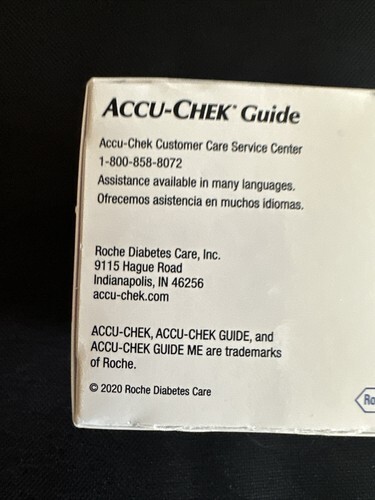 ACCU-CHEK® Guide
Accu-Chek Customer Care Service Center
1-800-858-8072
Assistance available in many languages.
Ofrecemos asistencia en muchos idiomas.
Roche Diabetes Care, Inc.
9115 Hague Road
Indianapolis, IN 46256
accu-chek.com
ACCU-CHEK, ACCU-CHEK GUIDE, and
ACCU-CHEK GUIDE ME are trademarks
of Roche.
© 2020 Roche Diabetes Care